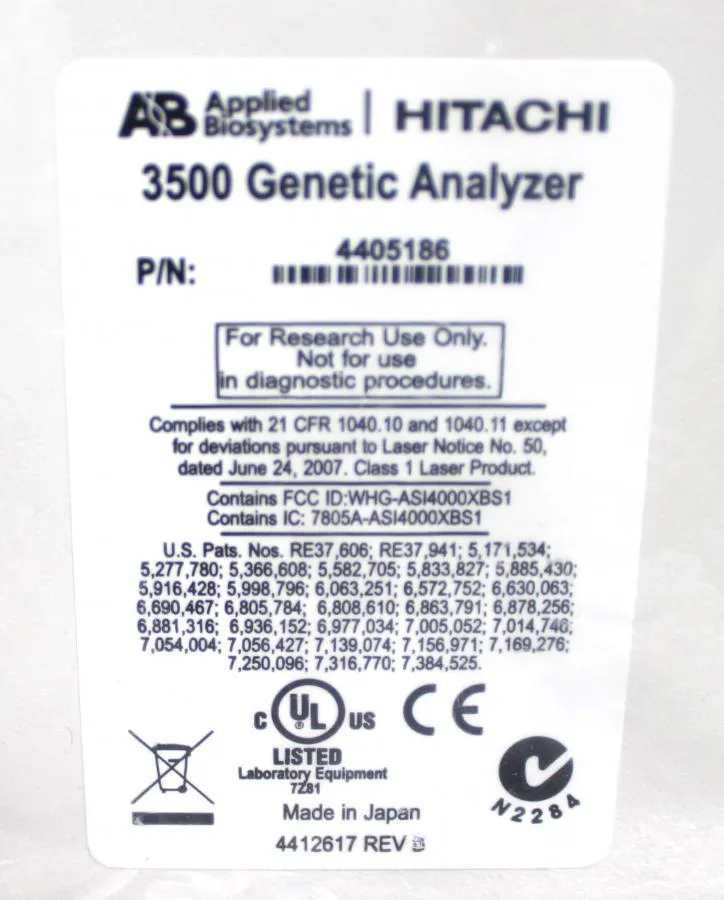 AB Applied Biosystems | HITACHI
3500 Genetic Analyzer
P/N: 4405186
For Research Use Only.
Not for use
in diagnostic procedures.
Complies with 21 CFR 1040.10 and 1040.11 except
for deviations pursuant to Laser Notice No. 50,
dated June 24, 2007. Class 1 Laser Product.
Contains FCC ID:WHG-ASI4000XBS1
Contains IC: 7805A-ASI4000XBS1
U.S. Pats. Nos. RE37,606; RE37,941; 5,171,534;
5,277,780; 5,366,608; 5,582,705; 5,833,827; 5,885,430;
5,916,428; 5,998,796; 6,063,251; 6,572,752; 6,630,063;
6,690,467; 6,805,784; 6,808,610; 6,863,791; 6,878,256;
6,881,316; 6,936,152; 6,977,034; 7,005,052; 7,014,746;
7,054,004; 7,056,427; 7,139,074; 7,156,971; 7,169,276;
7,250,096; 7,316,770; 7,384,525.
C UL US CE
®
LISTED
Laboratory Equipment
7Z81
N2284
Made in Japan
4412617 REV